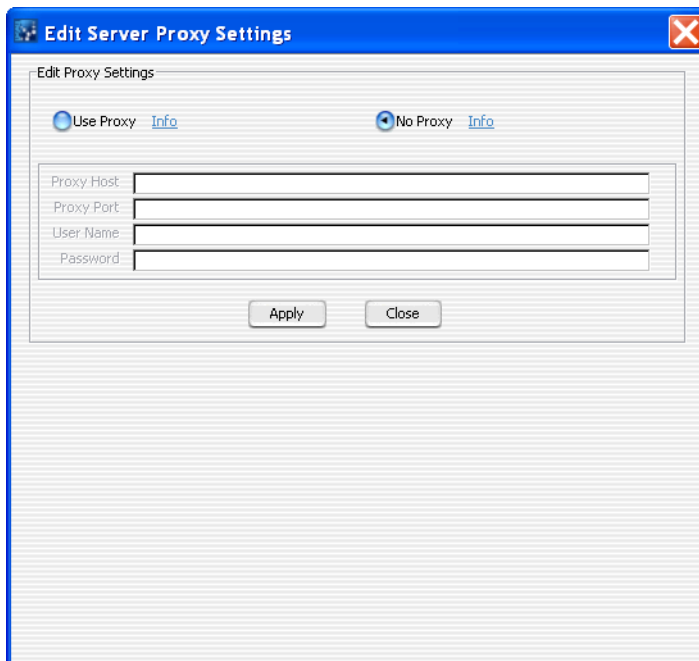 Edit Server Proxy Settings
Edit Proxy Settings
Use Proxy Info No Proxy Info
Proxy Host
Proxy Port
User Name
Password
Apply Close